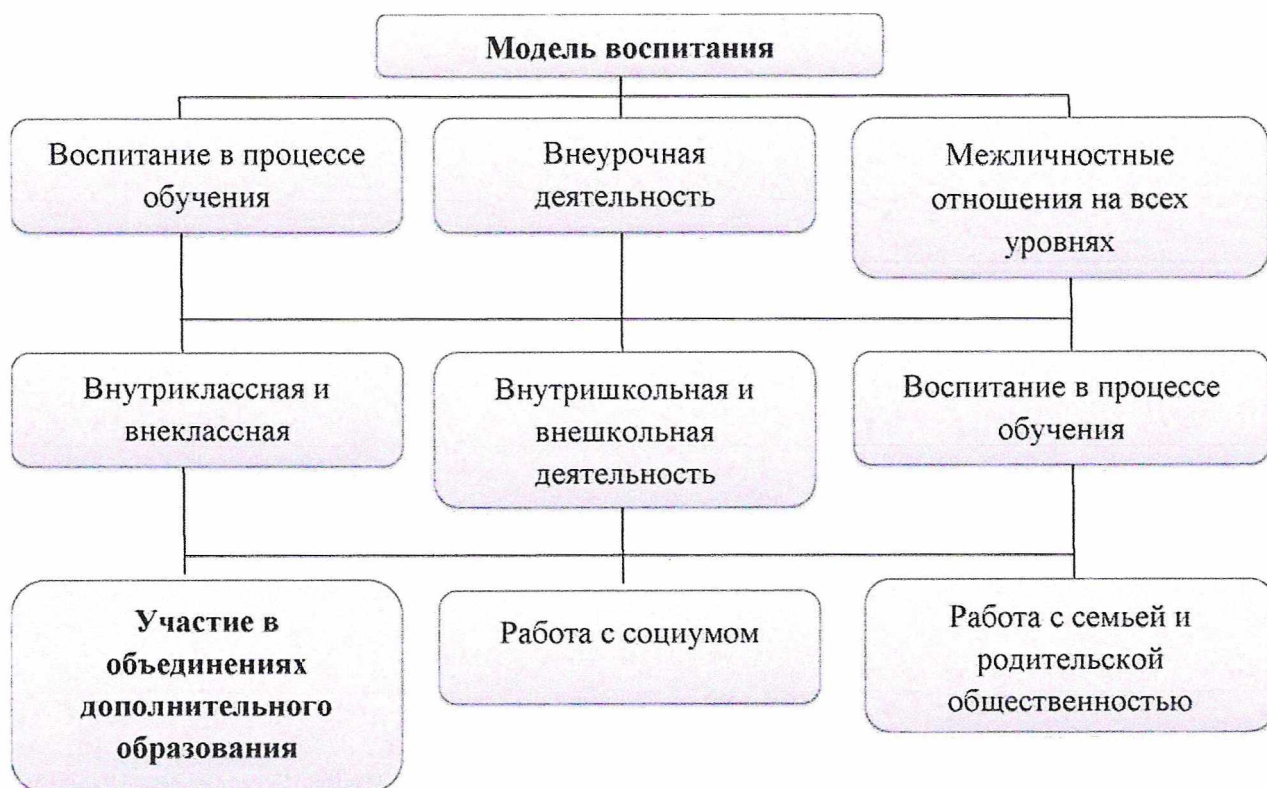 Модель воспитания
Воспитание в процессе
обучения
Внеурочная
деятельность
Межличностные
отношения на всех
уровнях
Внутриклассная и
внеклассная
Внутришкольная и
внешкольная
деятельность
Воспитание в процессе
обучения
Участие в
объединениях
дополнительного
образования
Работа с социумом
Работа с семьей и
родительской
общественностью